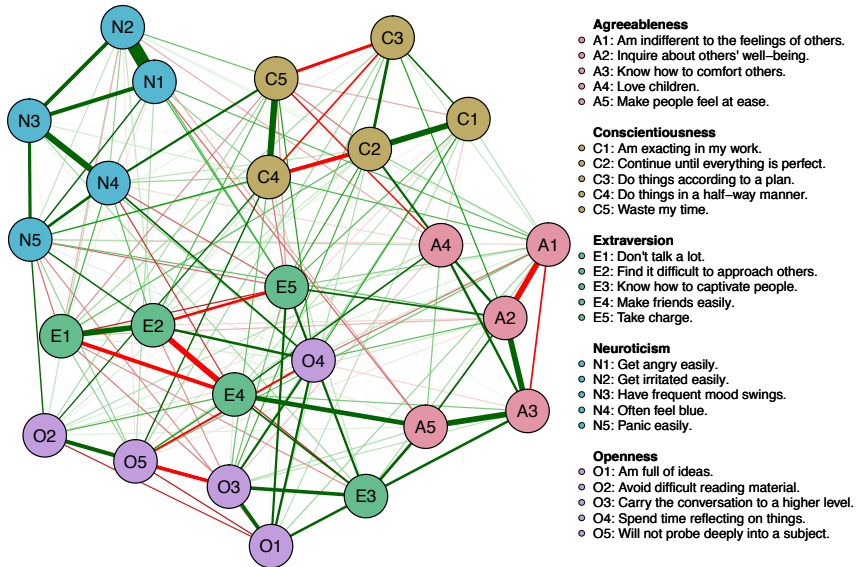 N2
C3
C5
N1
C1
N3
C2
C4
N4
N5
A4
A1
E5
A2
E2
E1
O4
E4
A3
A5
O2
O5
O3
E3
O1
Agreeableness
A1: Am indifferent to the feelings of others.
A2: Inquire about others' well−being.
A3: Know how to comfort others.
A4: Love children.
A5: Make people feel at ease.
Conscientiousness
C1: Am exacting in my work.
C2: Continue until everything is perfect.
C3: Do things according to a plan.
C4: Do things in a half−way manner.
C5: Waste my time.
Extraversion
E1: Don't talk a lot.
E2: Find it difficult to approach others.
E3: Know how to captivate people.
E4: Make friends easily.
E5: Take charge.
Neuroticism
N1: Get angry easily.
N2: Get irritated easily.
N3: Have frequent mood swings.
N4: Often feel blue.
N5: Panic easily.
Openness
O1: Am full of ideas.
O2: Avoid difficult reading material.
O3: Carry the conversation to a higher level.
O4: Spend time reflecting on things.
O5: Will not probe deeply into a subject.